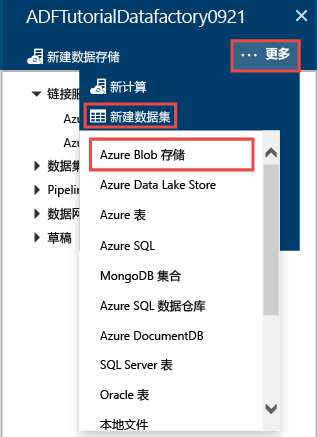 ADFTutorialDatafactory0921
新建数据存储
··· 更多
链接服
新计算
Azu
新建数据集
Azu
数据集
Azure Blob 存储
Pipelin
Azure Data Lake Store
数据网
Azure 表
草稿
Azure SQL
MongoDB 集合
Azure SQL 数据仓库
Azure DocumentDB
SQL Server 表
Oracle 表
本地文件